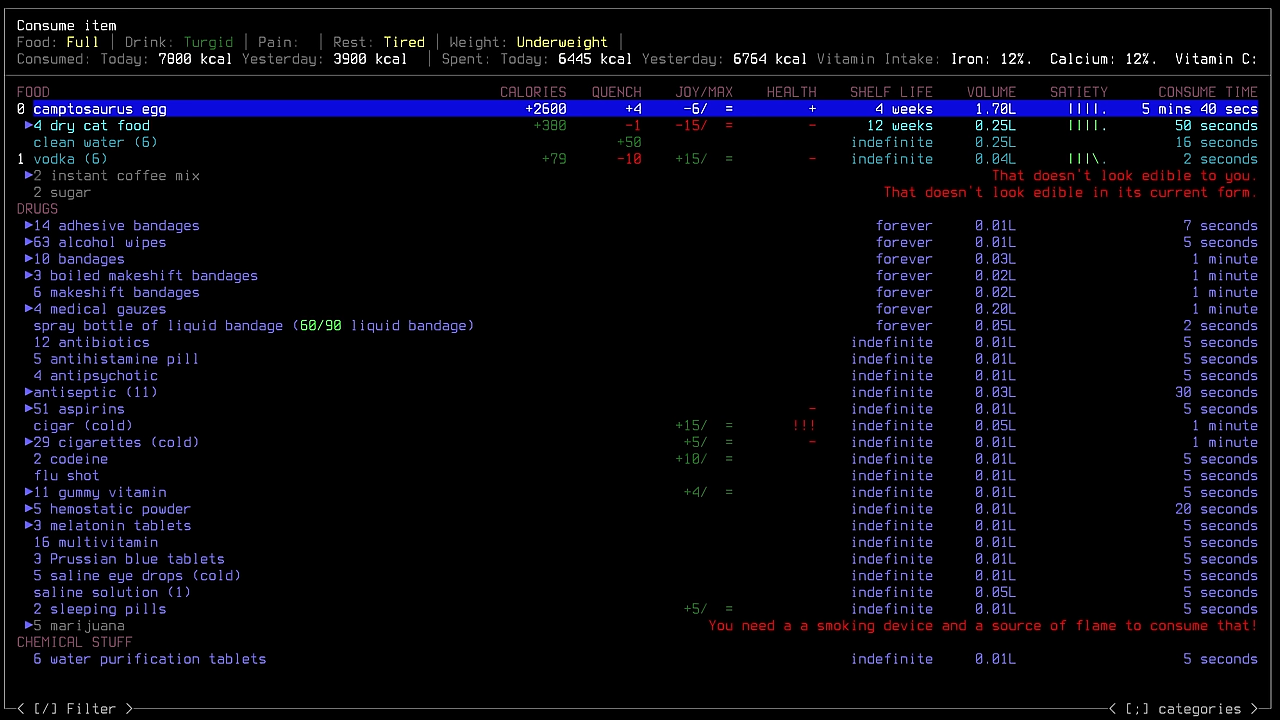 Consume item
Food: Full | Drink: Turgid | Pain: | Rest: Tired | Weight: Underweight |
Consumed: Today: 7800 kcal Yesterday: 3900 kcal | Spent: Today: 6445 kcal Yesterday: 6764 kcal Vitamin Intake: Iron: 12%. Calcium: 12%. Vitamin C:
FOOD CALORIES QUENCH JOY/MAX HEALTH SHELF LIFE VOLUME SATIETY CONSUME TIME
0 camptosaurus egg +2600 +4 -6/ = + 4 weeks 1.70L ||||. 5 mins 40 secs
►4 dry cat food +380 -1 -15/ = - 12 weeks 0.25L ||||. 50 seconds
clean water (6) +50 indefinite 0.25L 16 seconds
1 vodka (6) +79 -10 +15/ = - indefinite 0.04L |||\. 2 seconds
►2 instant coffee mix That doesn't look edible to you.
2 sugar That doesn't look edible in its current form.
DRUGS
►14 adhesive bandages forever 0.01L 7 seconds
►63 alcohol wipes forever 0.01L 5 seconds
►10 bandages forever 0.03L 1 minute
►3 boiled makeshift bandages forever 0.02L 1 minute
6 makeshift bandages forever 0.02L 1 minute
►4 medical gauzes forever 0.20L 1 minute
spray bottle of liquid bandage (60/90 liquid bandage) forever 0.05L 2 seconds
12 antibiotics indefinite 0.01L 5 seconds
5 antihistamine pill indefinite 0.01L 5 seconds
4 antipsychotic indefinite 0.01L 5 seconds
►antiseptic (11) indefinite 0.03L 30 seconds
►51 aspirins - indefinite 0.01L 5 seconds
cigar (cold) +15/ = !!! indefinite 0.05L 1 minute
►29 cigarettes (cold) +5/ = - indefinite 0.01L 1 minute
2 codeine +10/ = indefinite 0.01L 5 seconds
flu shot indefinite 0.01L 5 seconds
►11 gummy vitamin +4/ = indefinite 0.01L 5 seconds
►5 hemostatic powder indefinite 0.01L 20 seconds
►3 melatonin tablets indefinite 0.01L 5 seconds
16 multivitamin indefinite 0.01L 5 seconds
3 Prussian blue tablets indefinite 0.01L 5 seconds
5 saline eye drops (cold) indefinite 0.01L 5 seconds
saline solution (1) indefinite 0.05L 5 seconds
2 sleeping pills +5/ = indefinite 0.01L 5 seconds
►5 marijuana You need a a smoking device and a source of flame to consume that!
CHEMICAL STUFF
6 water purification tablets indefinite 0.01L 5 seconds
< [/] Filter > < [;] categories >